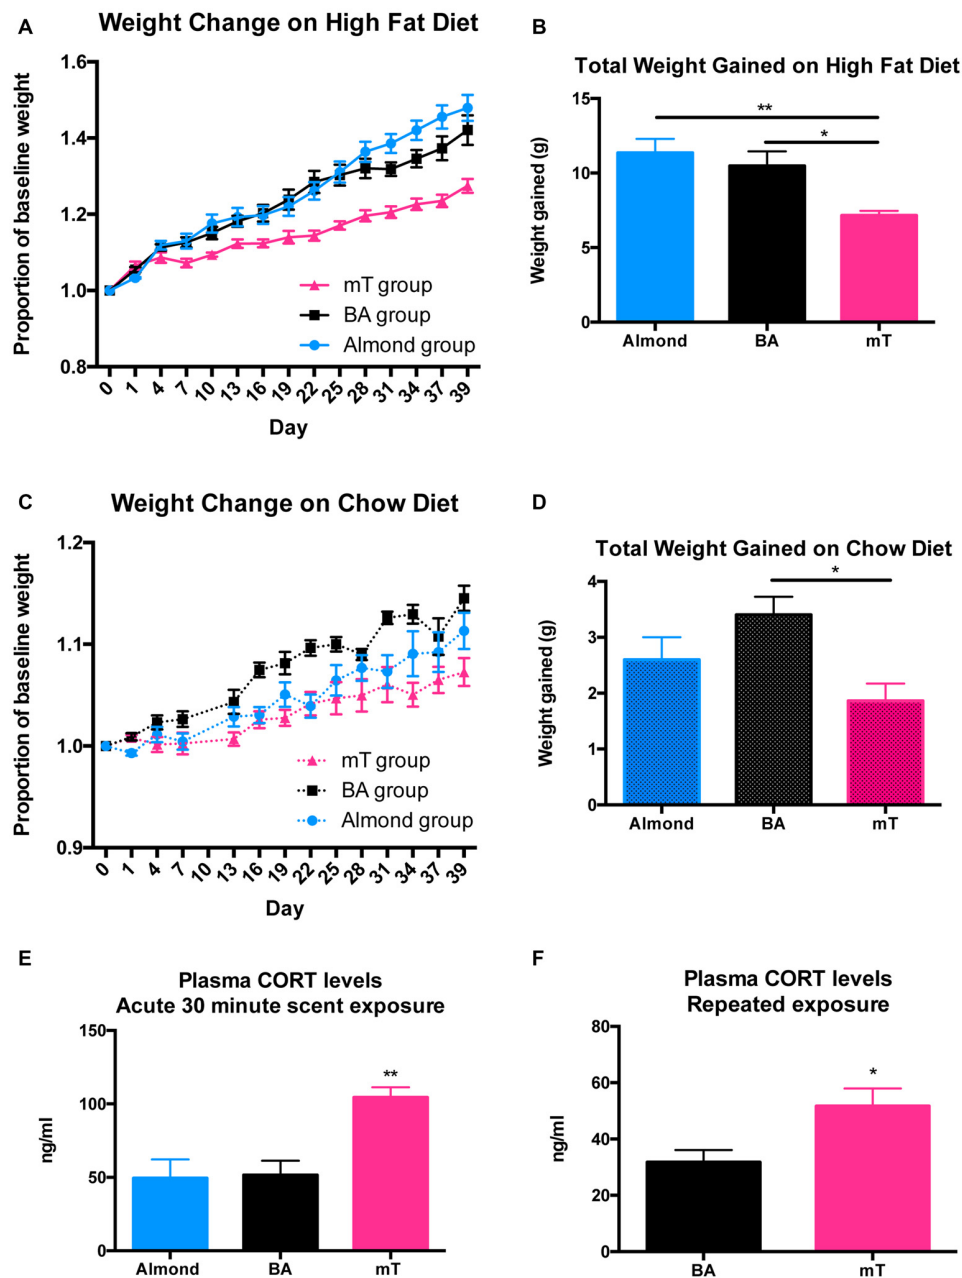 A
Weight Change on High Fat Diet
Proportion of baseline weight
1.6
1.4
1.2
1.0
0.8
mT group
BA group
Almond group
0 1 4 7 10 13 16 19 22 25 28 31 34 37 39
Day
B
Total Weight Gained on High Fat Diet
Weight gained (g)
15
10
5
0
**
*
Almond BA mT
C
Weight Change on Chow Diet
Proportion of baseline weight
1.2
1.1
1.0
0.9
mT group
BA group
Almond group
0 1 4 7 10 13 16 19 22 25 28 31 34 37 39
Day
D
Total Weight Gained on Chow Diet
Weight gained (g)
4
3
2
1
0
*
Almond BA mT
E
Plasma CORT levels
Acute 30 minute scent exposure
ng/ml
150
100
50
0
**
Almond BA mT
F
Plasma CORT levels
Repeated exposure
ng/ml
80
60
40
20
0
*
BA mT